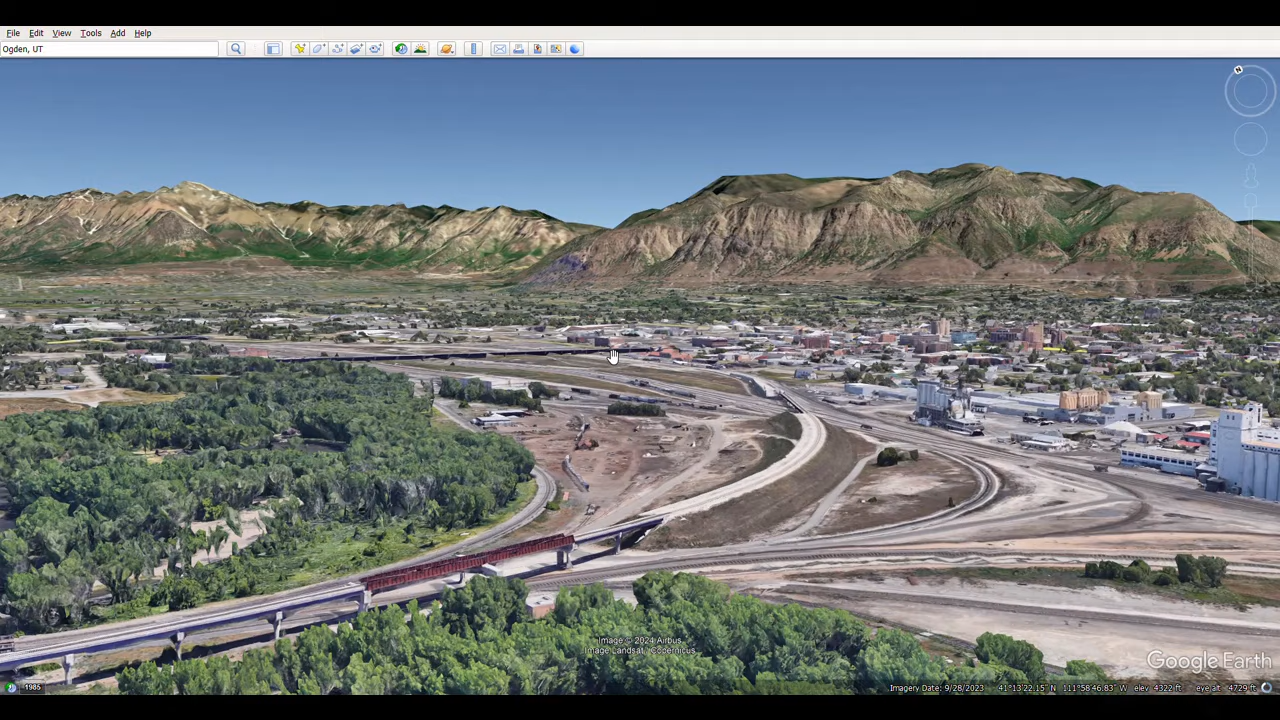 File Edit View Tools Add Help
Ogden, UT
N
Image © 2024 Airbus
Image Landsat / Copernicus
Google Earth
1985
Imagery Date: 9/28/2023 41°13'22.15" N 111°58'46.83" W elev 4322 ft eye alt 4729 ft